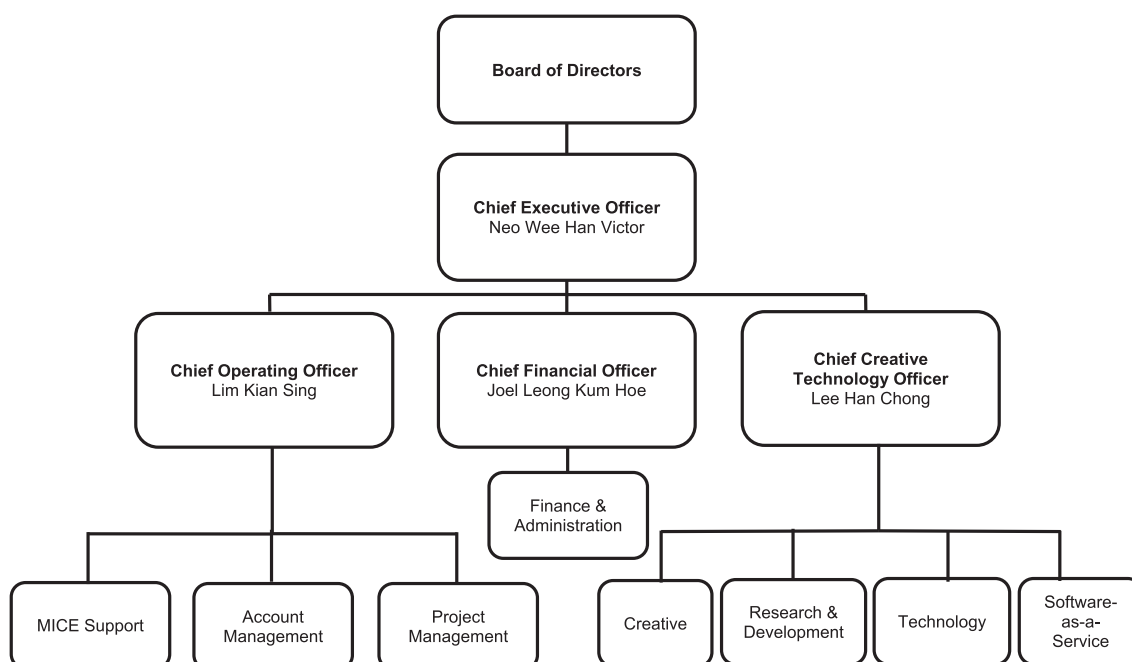 Board of Directors
Chief Executive Officer
Neo Wee Han Victor
Chief Operating Officer
Lim Kian Sing
Chief Financial Officer
Joel Leong Kum Hoe
Chief Creative
Technology Officer
Lee Han Chong
Finance &
Administration
MICE Support
Account
Management
Project
Management
Creative
Research &
Development
Technology
Software-
as-a-
Service